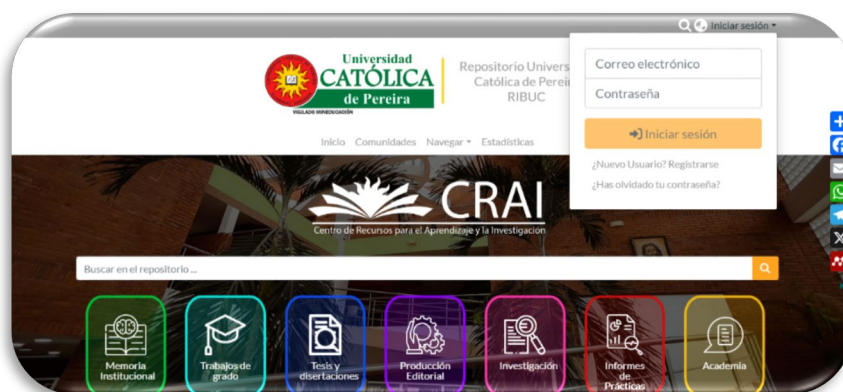 Iniciar sesión
Universidad
CATÓLICA
de Pereira
VIGILADO MINEDUCACIÓN
Repositorio Univers
Católica de Perei
RIBUC
Correo electrónico
Contraseña
Iniciar sesión
¿Nuevo Usuario? Registrarse
¿Has olvidado tu contraseña?
Inicio Comunidades Navegar Estadísticas
CRAI
Centro de Recursos para el Aprendizaje y la Investigación
Buscar en el repositorio ...
Memoria
Institucional
Trabajos de
grado
Tesis y
disertaciones
Producción
Editorial
Investigación
Informes
de
Prácticas
Academia